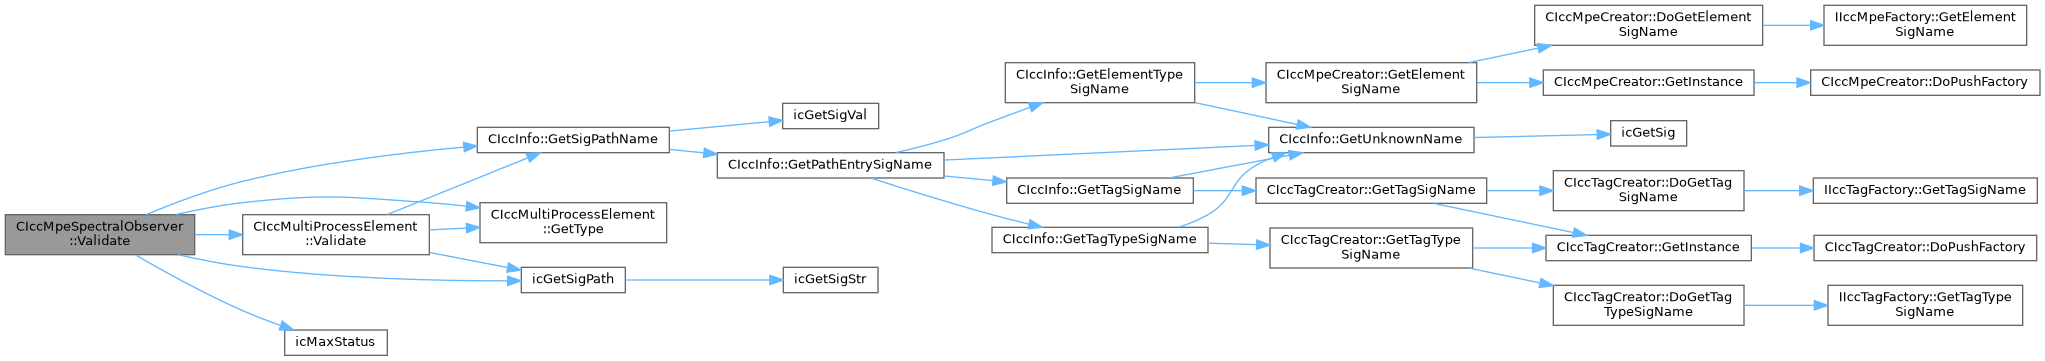 CIccMpeSpectralObserver
::Validate
CIccInfo::GetSigPathName
icGetSigVal
CIccInfo::GetPathEntrySigName
CIccInfo::GetElementType
SigName
CIccMpeCreator::GetElement
SigName
CIccMpeCreator::DoGetElement
SigName
IIccMpeFactory::GetElement
SigName
CIccMpeCreator::GetInstance
CIccMpeCreator::DoPushFactory
CIccInfo::GetUnknownName
icGetSig
CIccInfo::GetTagSigName
CIccTagCreator::GetTagSigName
CIccTagCreator::DoGetTag
SigName
IIccTagFactory::GetTagSigName
CIccTagCreator::GetInstance
CIccTagCreator::DoPushFactory
CIccInfo::GetTagTypeSigName
CIccTagCreator::GetTagType
SigName
CIccTagCreator::DoGetTag
TypeSigName
IIccTagFactory::GetTagType
SigName
CIccMultiProcessElement
::GetType
CIccMultiProcessElement
::Validate
icGetSigPath
icGetSigStr
icMaxStatus